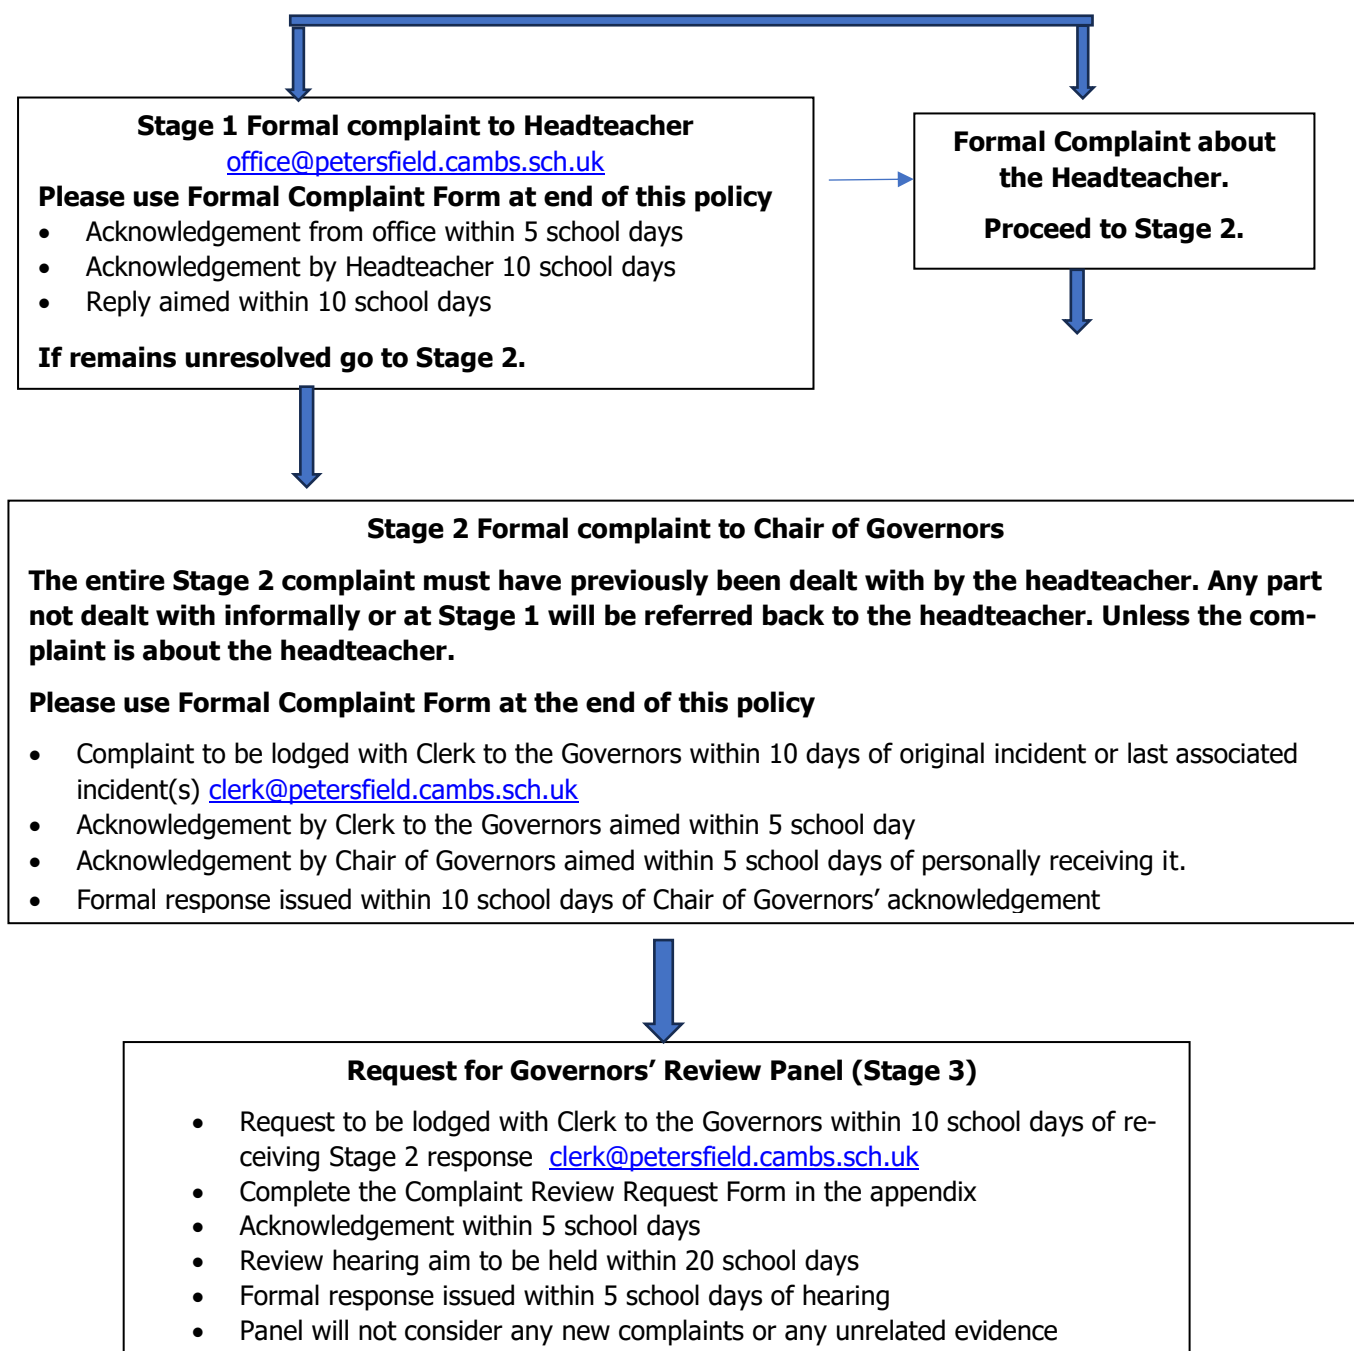 Stage 1 Formal complaint to Headteacher
office@petersfield.cambs.sch.uk
Please use Formal Complaint Form at end of this policy
• Acknowledgement from office within 5 school days
• Acknowledgement by Headteacher 10 school days
• Reply aimed within 10 school days
If remains unresolved go to Stage 2.
Formal Complaint about
the Headteacher.
Proceed to Stage 2.
Stage 2 Formal complaint to Chair of Governors
The entire Stage 2 complaint must have previously been dealt with by the headteacher. Any part
not dealt with informally or at Stage 1 will be referred back to the headteacher. Unless the com-
plaint is about the headteacher.
Please use Formal Complaint Form at the end of this policy
• Complaint to be lodged with Clerk to the Governors within 10 days of original incident or last associated
incident(s) clerk@petersfield.cambs.sch.uk
• Acknowledgement by Clerk to the Governors aimed within 5 school day
• Acknowledgement by Chair of Governors aimed within 5 school days of personally receiving it.
• Formal response issued within 10 school days of Chair of Governors’ acknowledgement
Request for Governors’ Review Panel (Stage 3)
• Request to be lodged with Clerk to the Governors within 10 school days of re-
ceiving Stage 2 response clerk@petersfield.cambs.sch.uk
• Complete the Complaint Review Request Form in the appendix
• Acknowledgement within 5 school days
• Review hearing aim to be held within 20 school days
• Formal response issued within 5 school days of hearing
• Panel will not consider any new complaints or any unrelated evidence